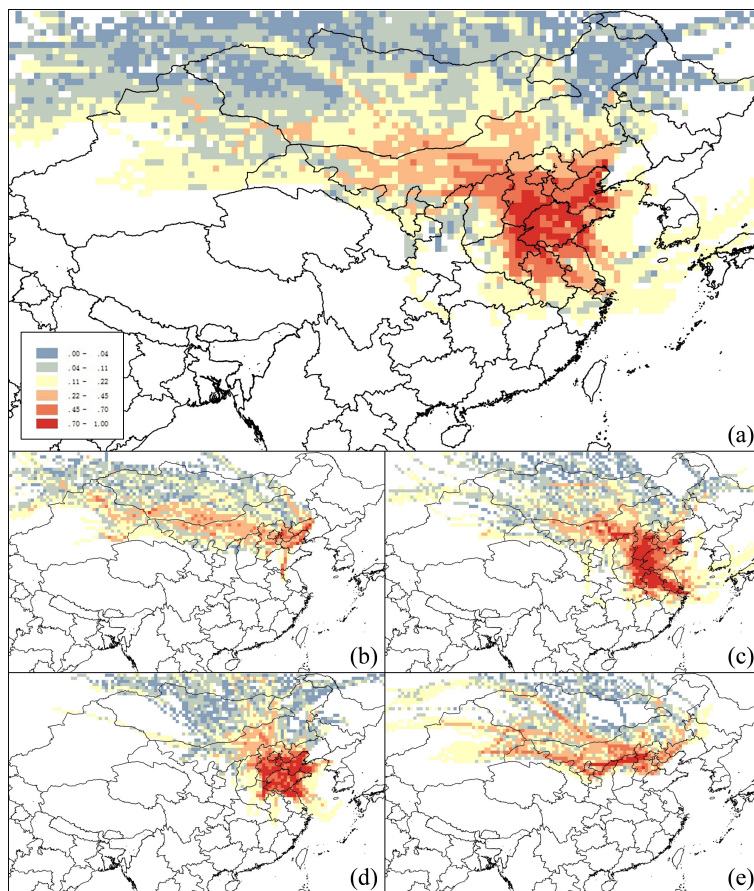 .00 - .04
.04 - .11
.11 - .22
.22 - .45
.45 - .70
.70 - 1.00
(a)
(b)
(c)
(d)
(e)